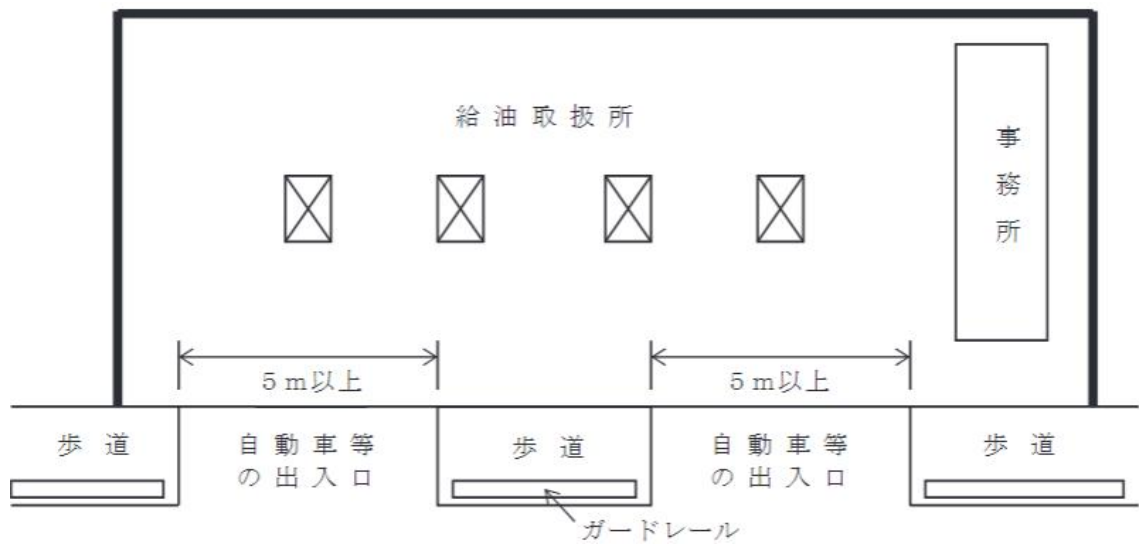 給油取扱所
事務所
5m以上
5m以上
歩道
自動車等
の出入口
歩道
自動車等
の出入口
歩道
ガードレール